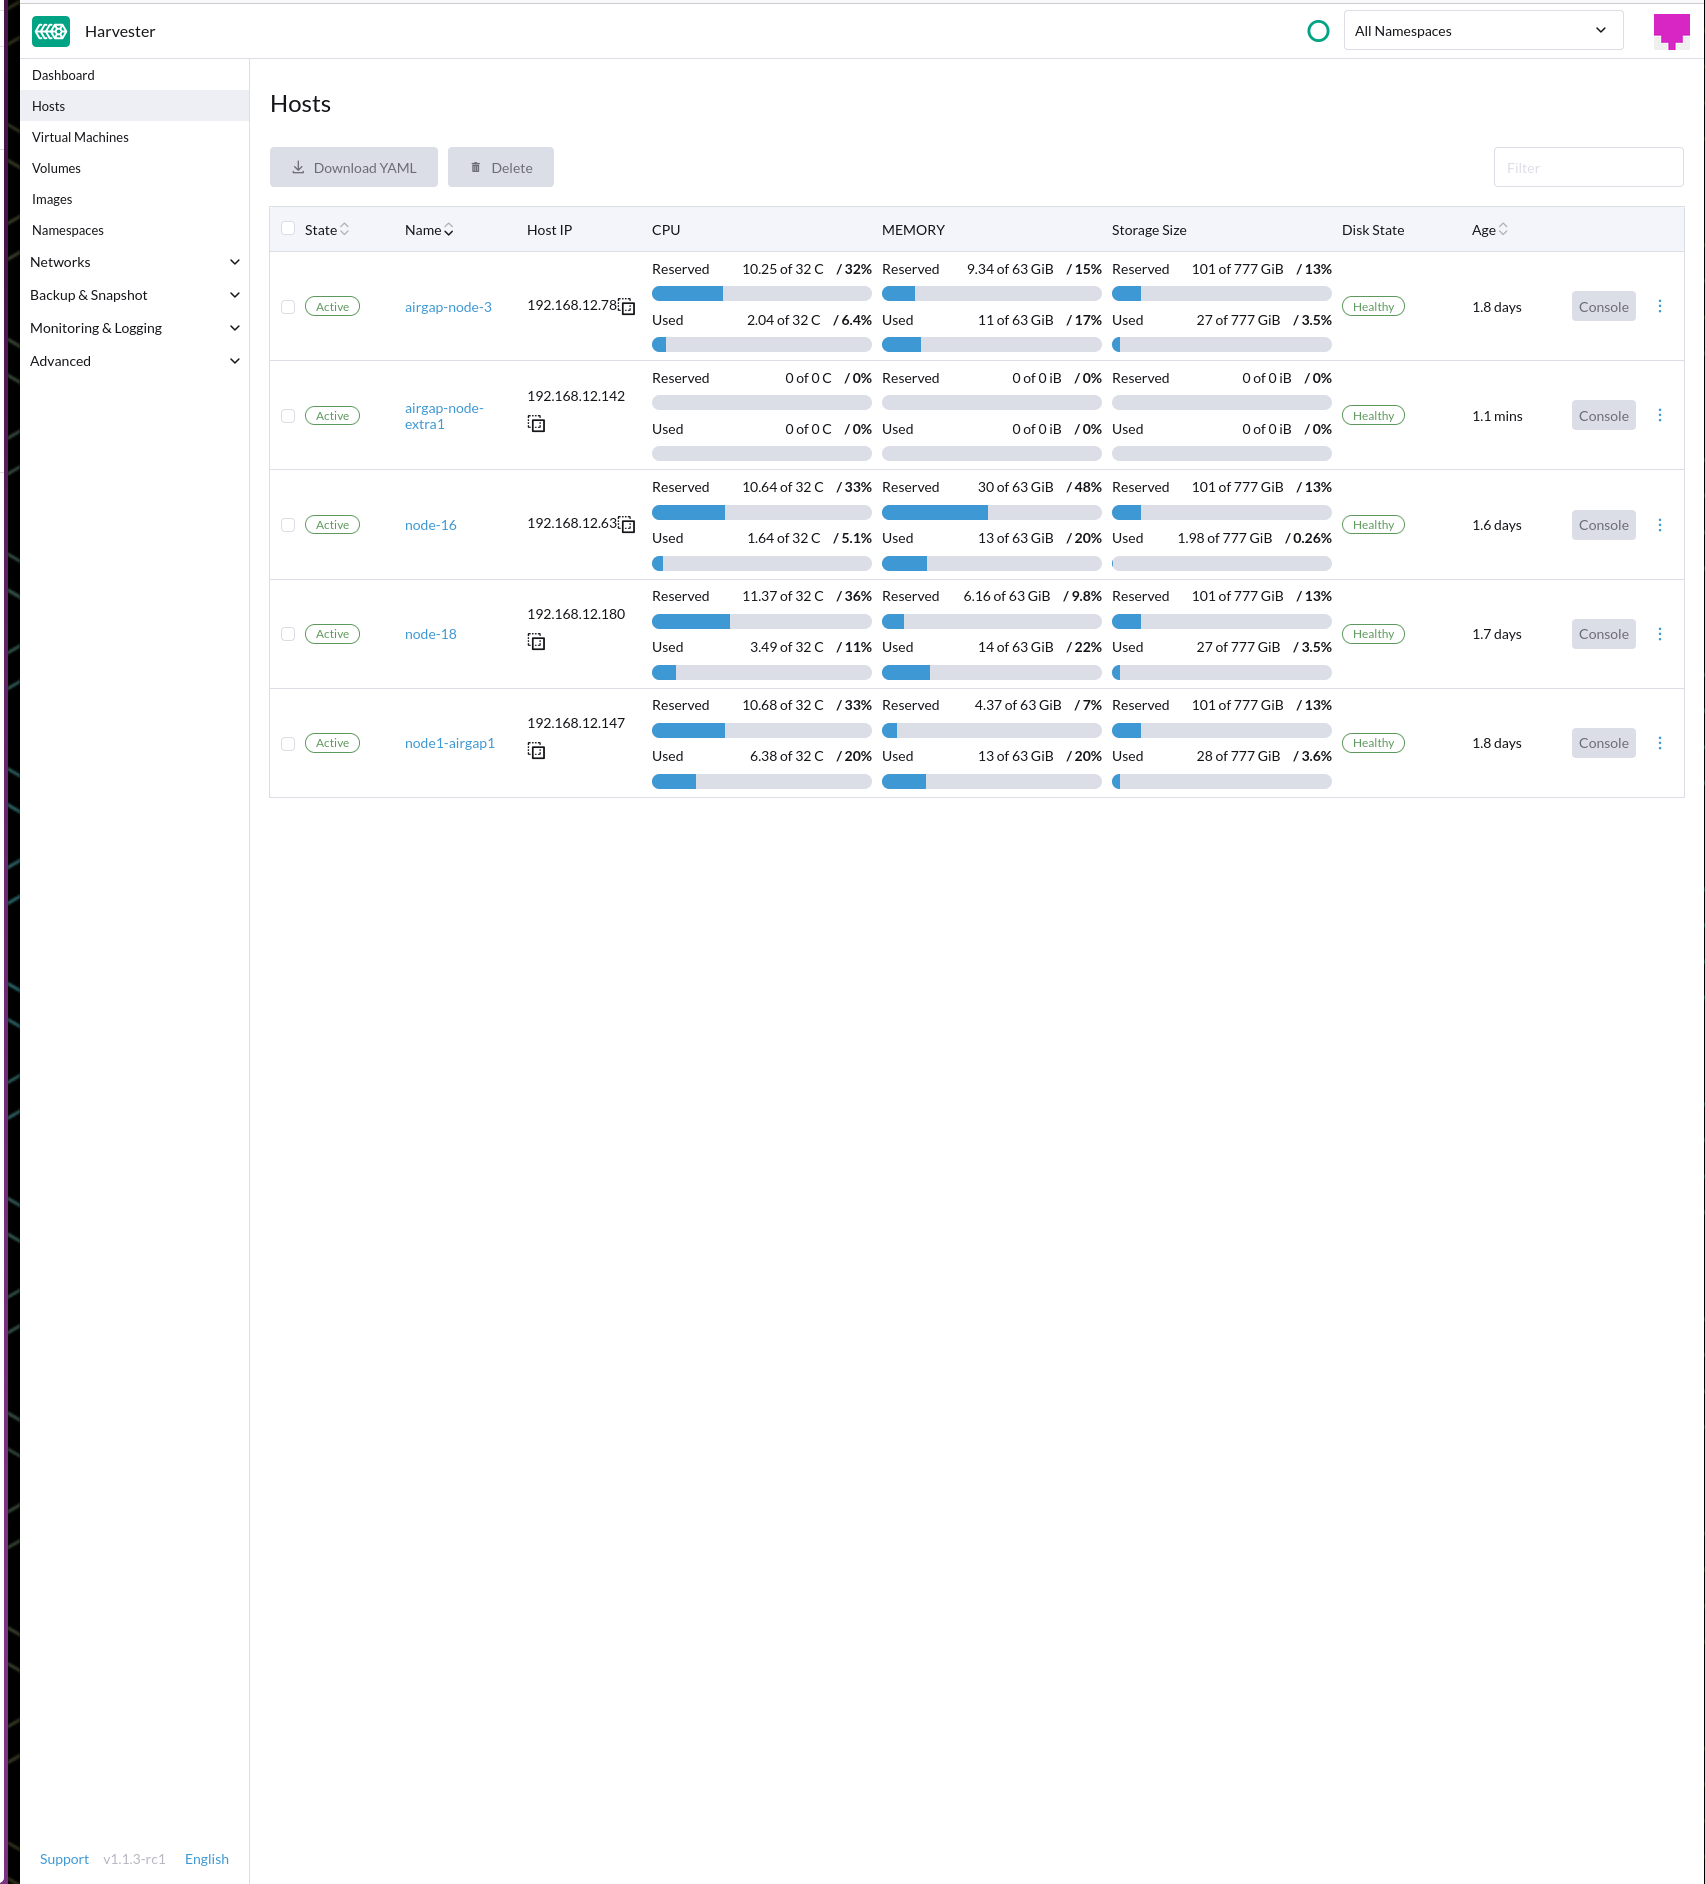 Harvester
All Namespaces
Dashboard
Hosts
Virtual Machines
Volumes
Images
Namespaces
Networks
Backup & Snapshot
Monitoring & Logging
Advanced
Hosts
Download YAML
Delete
Filter
State Name Host IP CPU MEMORY Storage Size Disk State Age
Reserved 10.25 of 32 C / 32% Reserved 9.34 of 63 GiB / 15% Reserved 101 of 777 GiB / 13%
Active airgap-node-3 192.168.12.78 Healthy 1.8 days Console
Used 2.04 of 32 C / 6.4% Used 11 of 63 GiB / 17% Used 27 of 777 GiB / 3.5%
Reserved 0 of 0 C / 0% Reserved 0 of 0 iB / 0% Reserved 0 of 0 iB / 0%
192.168.12.142
Active airgap-node-
extra1 Healthy 1.1 mins Console
Used 0 of 0 C / 0% Used 0 of 0 iB / 0% Used 0 of 0 iB / 0%
Reserved 10.64 of 32 C / 33% Reserved 30 of 63 GiB / 48% Reserved 101 of 777 GiB / 13%
Active node-16 192.168.12.63 Healthy 1.6 days Console
Used 1.64 of 32 C / 5.1% Used 13 of 63 GiB / 20% Used 1.98 of 777 GiB / 0.26%
Reserved 11.37 of 32 C / 36% Reserved 6.16 of 63 GiB / 9.8% Reserved 101 of 777 GiB / 13%
192.168.12.180
Active node-18 Healthy 1.7 days Console
Used 3.49 of 32 C / 11% Used 14 of 63 GiB / 22% Used 27 of 777 GiB / 3.5%
Reserved 10.68 of 32 C / 33% Reserved 4.37 of 63 GiB / 7% Reserved 101 of 777 GiB / 13%
192.168.12.147
Active node1-airgap1 Healthy 1.8 days Console
Used 6.38 of 32 C / 20% Used 13 of 63 GiB / 20% Used 28 of 777 GiB / 3.6%
Support v1.1.3-rc1 English